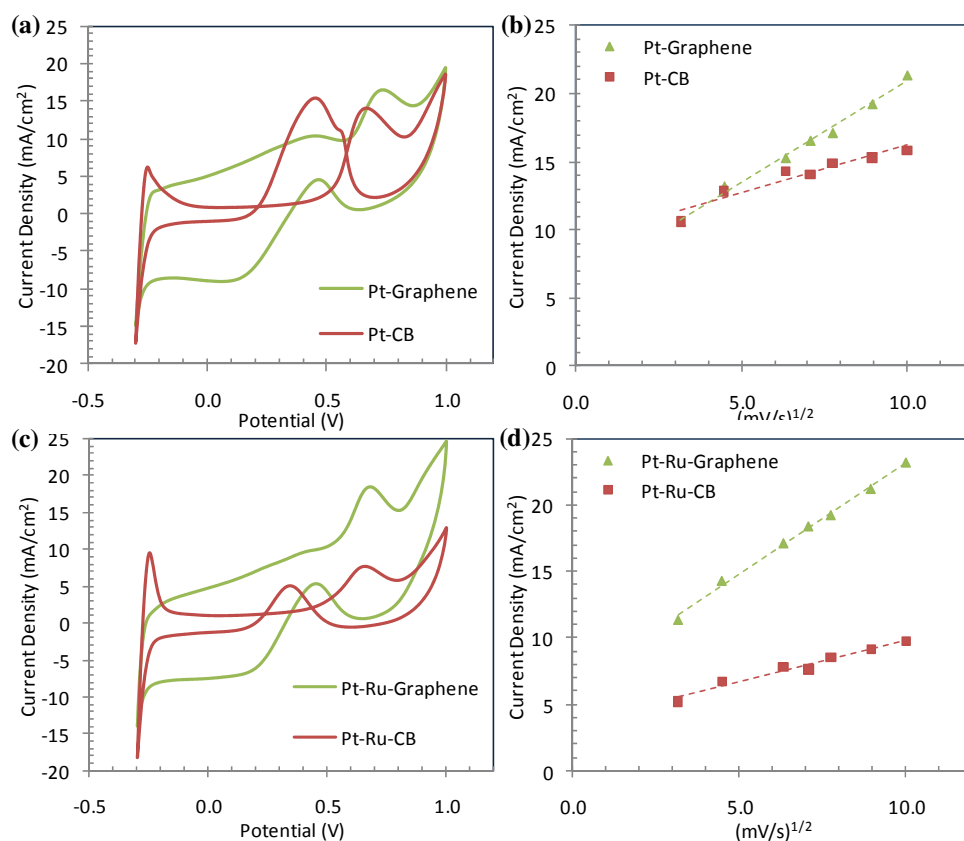 (a)
25
20
15
10
5
0
-5
-10
-15
-20
Current Density (mA/cm²)
Pt-Graphene
Pt-CB
-0.5 0.0 0.5 1.0
Potential (V)
(b)
25
20
15
10
5
0
Current Density (mA/cm²)
Pt-Graphene
Pt-CB
0.0 5.0 10.0
(mV/s)¹/²
(c)
25
20
15
10
5
0
-5
-10
-15
-20
Current Density (mA/cm²)
Pt-Ru-Graphene
Pt-Ru-CB
-0.5 0.0 0.5 1.0
Potential (V)
(d)
25
20
15
10
5
0
Current Density (mA/cm²)
Pt-Ru-Graphene
Pt-Ru-CB
0.0 5.0 10.0
(mV/s)¹/²